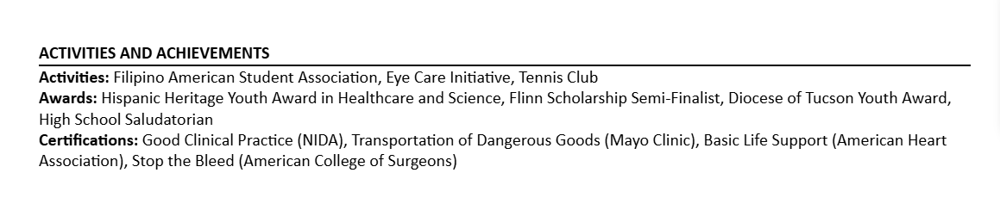 ACTIVITIES AND ACHIEVEMENTS
Activities: Filipino American Student Association, Eye Care Initiative, Tennis Club
Awards: Hispanic Heritage Youth Award in Healthcare and Science, Flinn Scholarship Semi-Finalist, Diocese of Tucson Youth Award,
High School Saludatorian
Certifications: Good Clinical Practice (NIDA), Transportation of Dangerous Goods (Mayo Clinic), Basic Life Support (American Heart
Association), Stop the Bleed (American College of Surgeons)